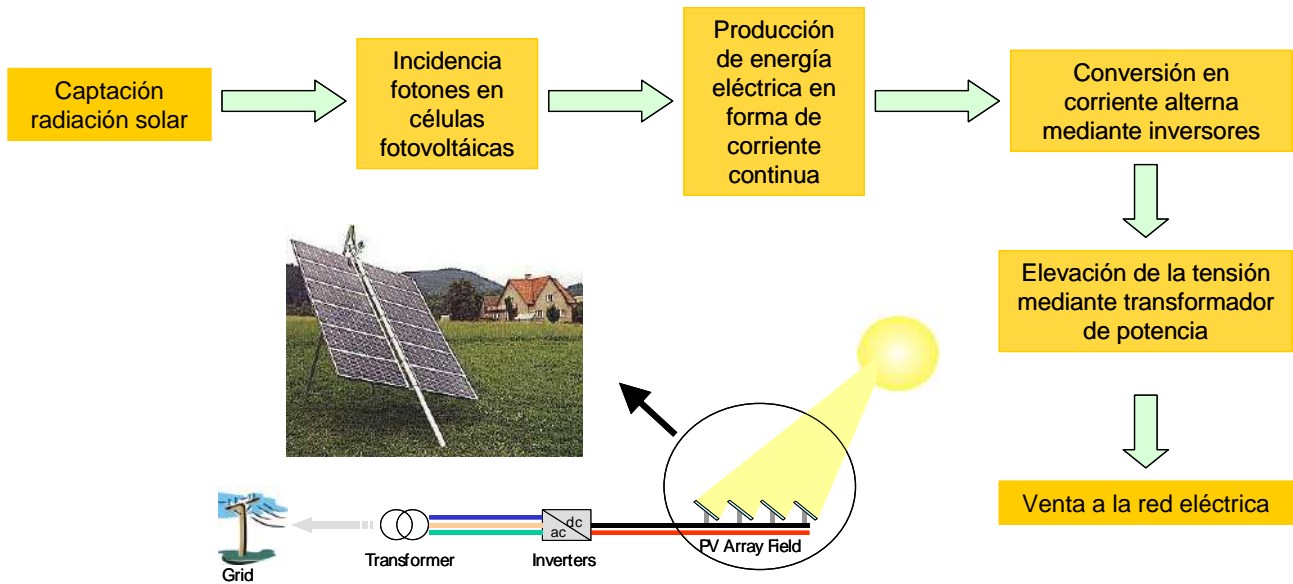 Captación
radiación solar
Incidencia
fotones en
células
fotovoltáicas
Producción
de energía
eléctrica en
forma de
corriente
continua
Conversión en
corriente alterna
mediante inversores
Elevación de la tensión
mediante transformador
de potencia
Venta a la red eléctrica
Grid
Transformer
dc
ac
Inverters
PV Array Field